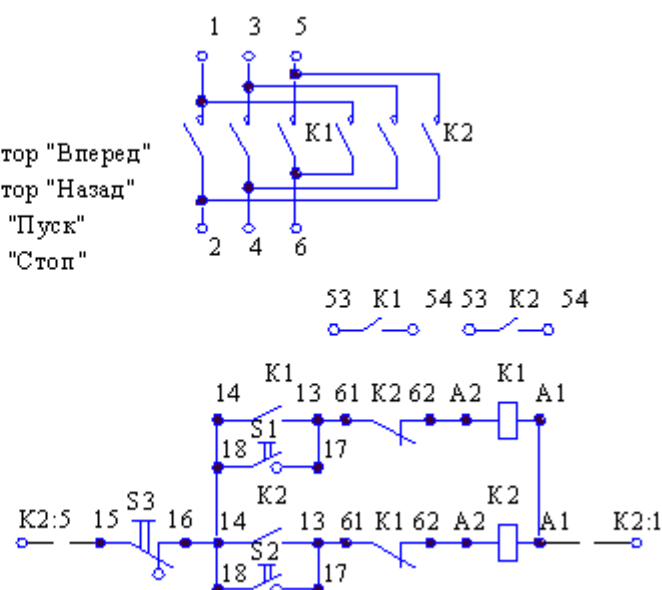 1 3 5
K1 K2
тор "Вперед"
тор "Назад"
"Пуск"
"Стоп"
2 4 6
53 K1 54 53 K2 54
K1 K1
14 13 61 K2 62 A2 A1
S1
18 17
S3 K2 K2
K2:5 15 16 14 13 61 K1 62 A2 A1 K2:1
S2
18 17